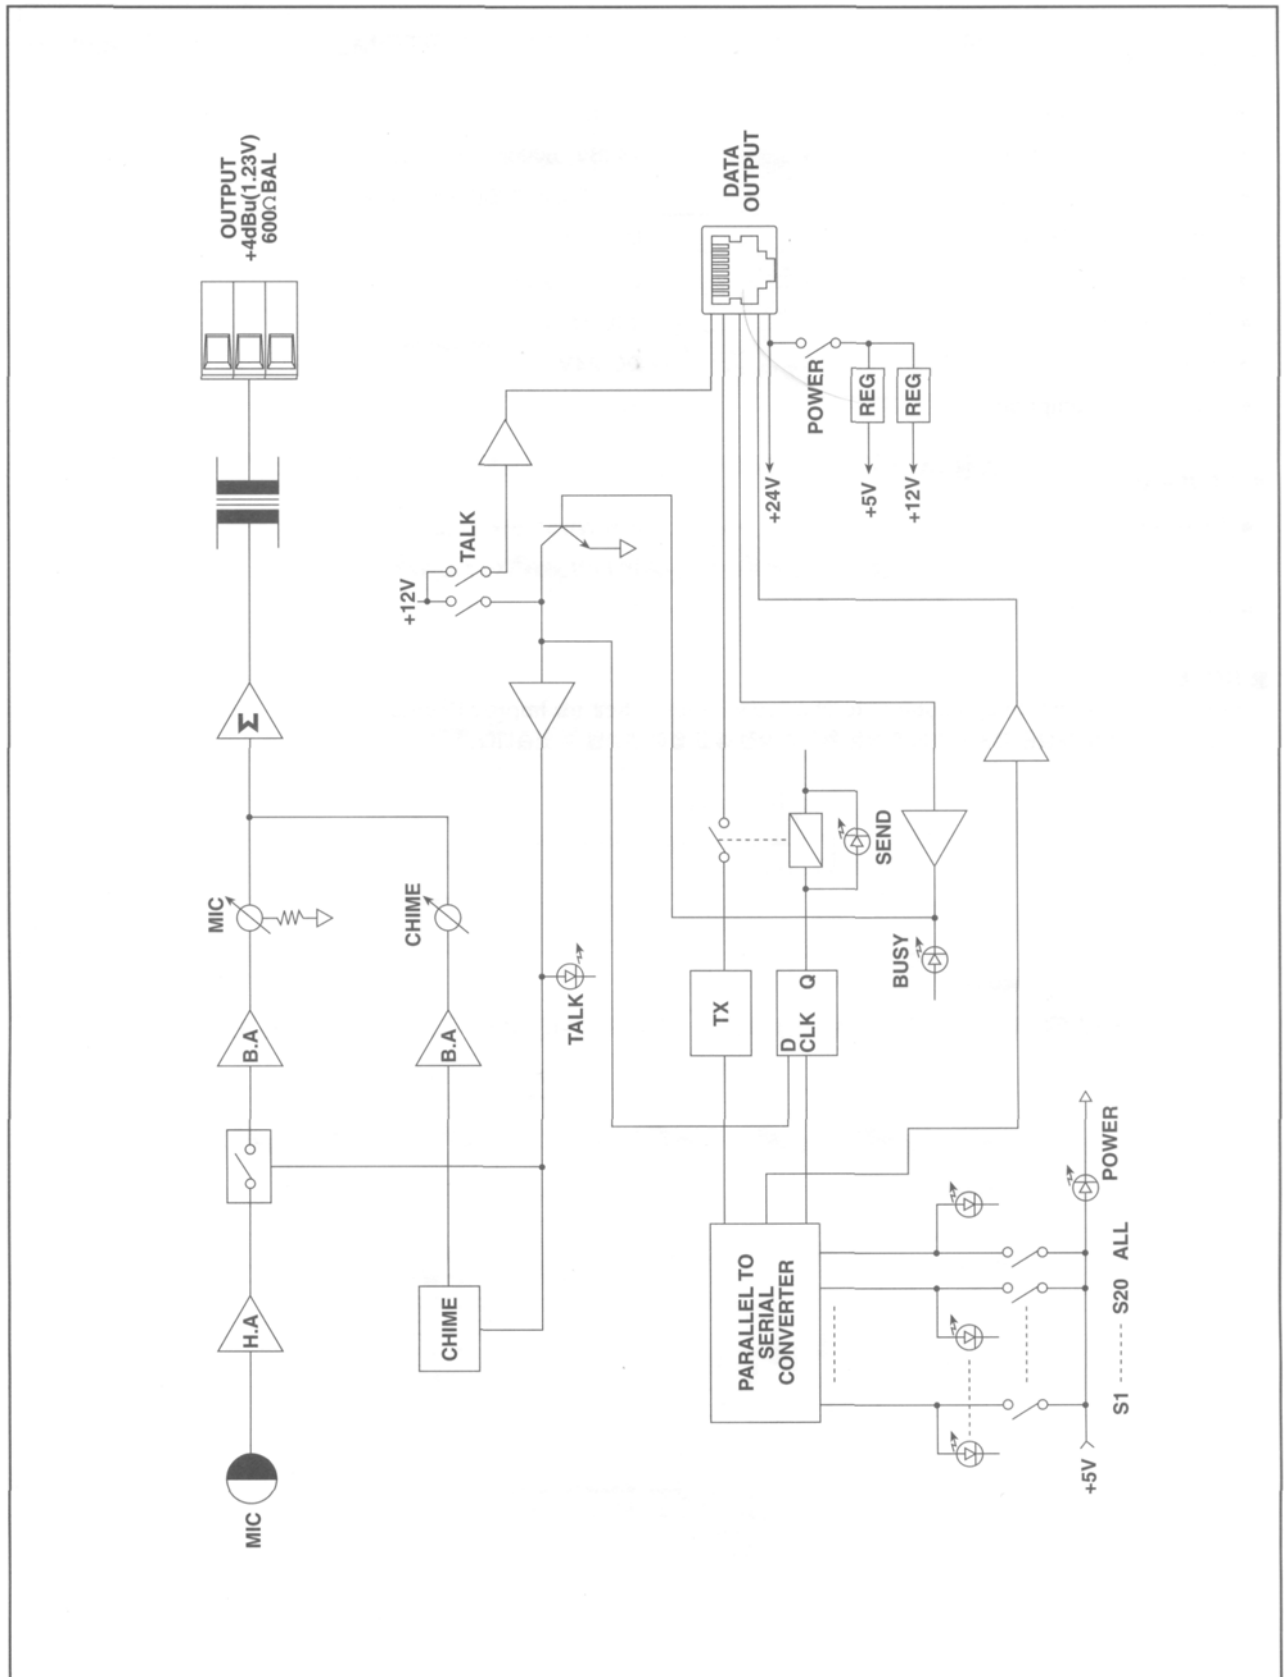 OUTPUT
+4dBu(1.23V)
600Ω BAL
MIC
Σ
B.A
H.A
MIC
CHIME
B.A
CHIME
+12V
TALK
TALK
DATA
OUTPUT
POWER
REG
REG
+24V
+5V
+12V
TX
D
CLK Q
SEND
BUSY
PARALLEL TO
SERIAL
CONVERTER
+5V
S1 S20 ALL
POWER